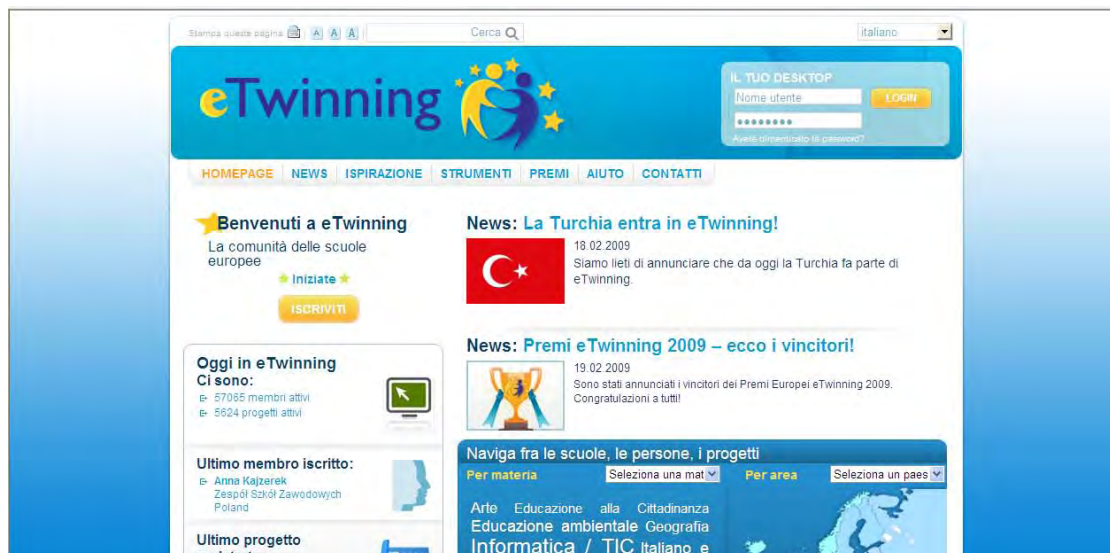 Stampa questa pagina A A A Cerca italiano
eTwinning
IL TUO DESKTOP
Nome utente LOGIN
Avete dimenticato la password?
HOMEPAGE NEWS ISPIRAZIONE STRUMENTI PREMI AIUTO CONTATTI
Benvenuti a eTwinning
La comunità delle scuole
europee
Iniziate
ISCRIVITI
News: La Turchia entra in eTwinning!
18.02.2009
Siamo lieti di annunciare che da oggi la Turchia fa parte di
eTwinning.
News: Premi eTwinning 2009 – ecco i vincitori!
19.02.2009
Sono stati annunciati i vincitori dei Premi Europei eTwinning 2009.
Congratulazioni a tutti!
Oggi in eTwinning
Ci sono:
57065 membri attivi
5624 progetti attivi
Ultimo membro iscritto:
Anna Kajzerek
Zespół Szkół Zawodowych
Poland
Ultimo progetto
Naviga fra le scuole, le persone, i progetti
Per materia Seleziona una mat Per area Seleziona un paes
Arte Educazione alla Cittadinanza
Educazione ambientale Geografia
Informatica / TIC Italiano e